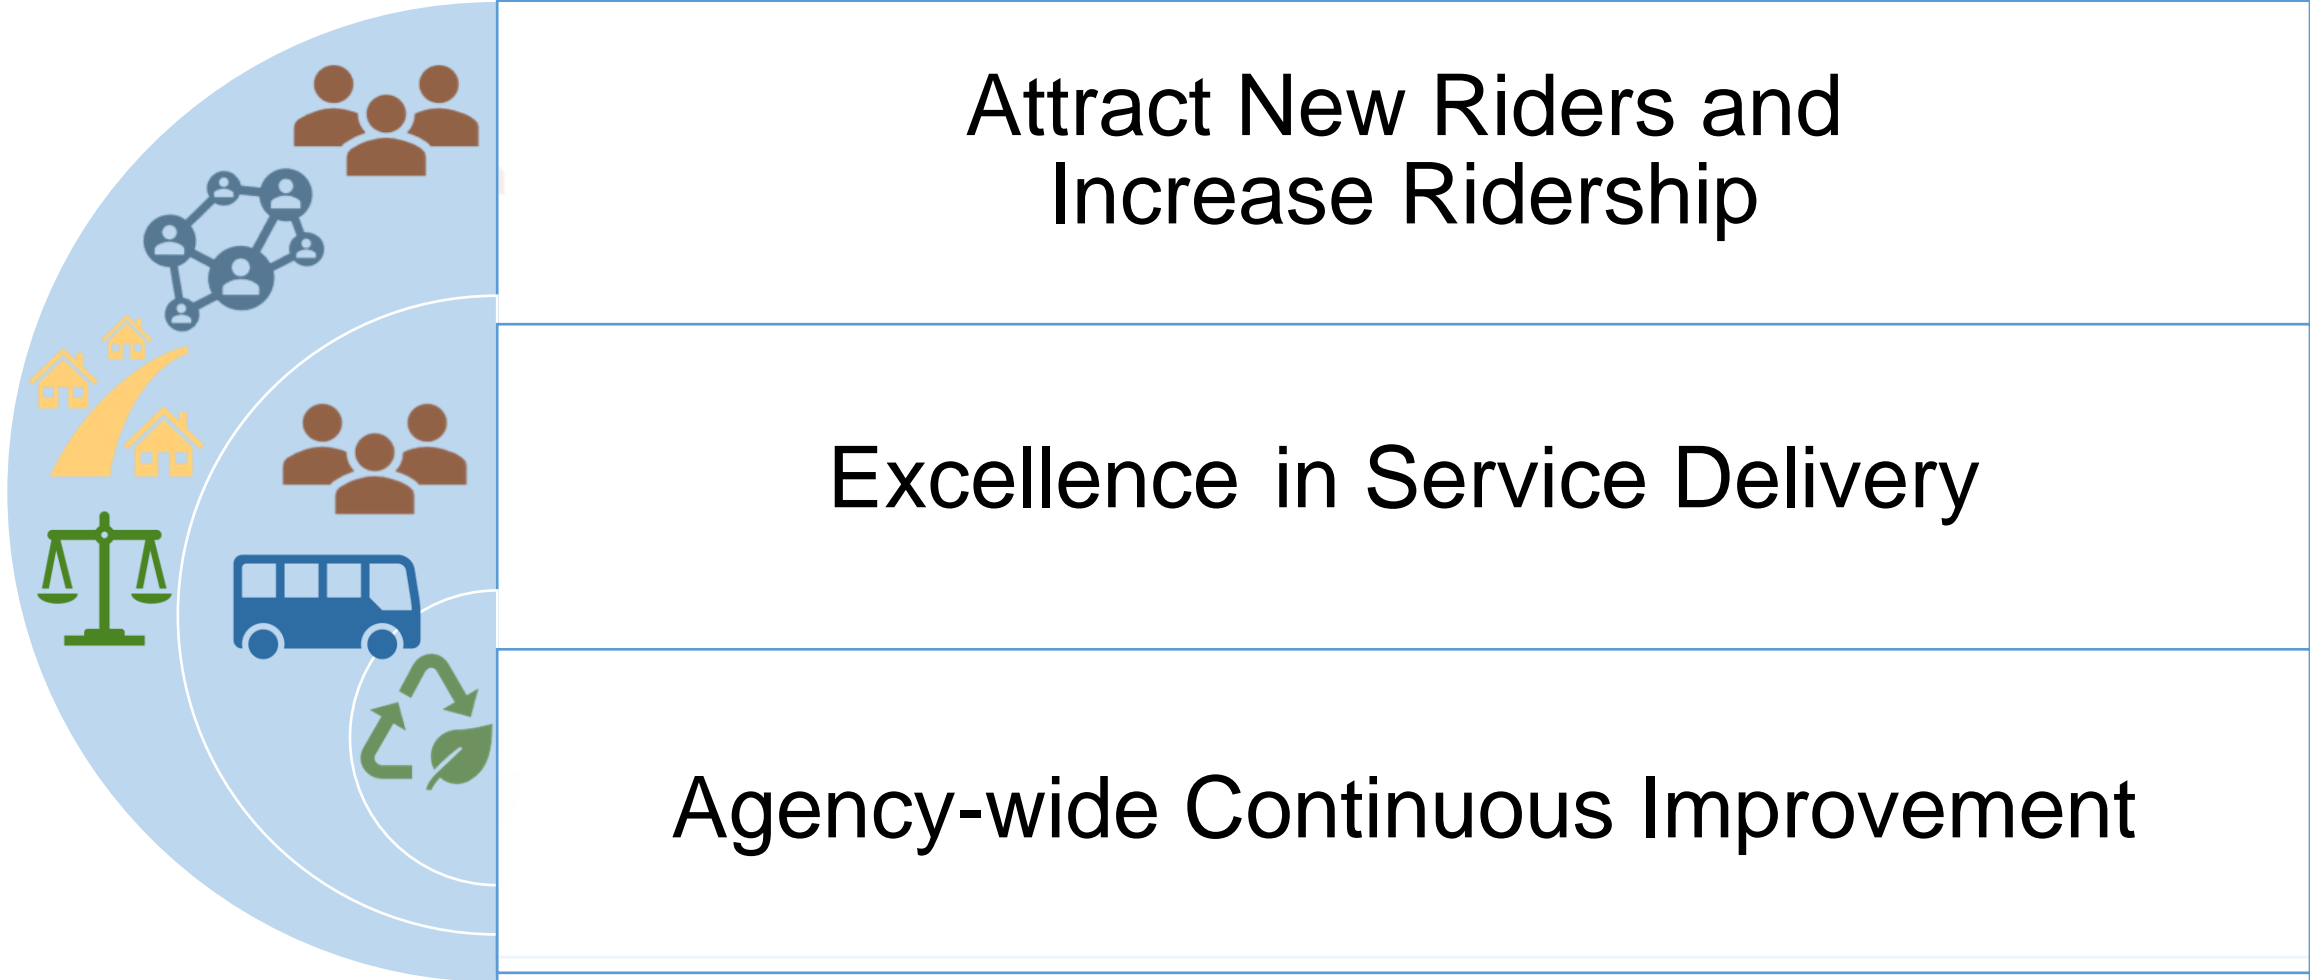 Attract New Riders and
Increase Ridership
Excellence in Service Delivery
Agency-wide Continuous Improvement